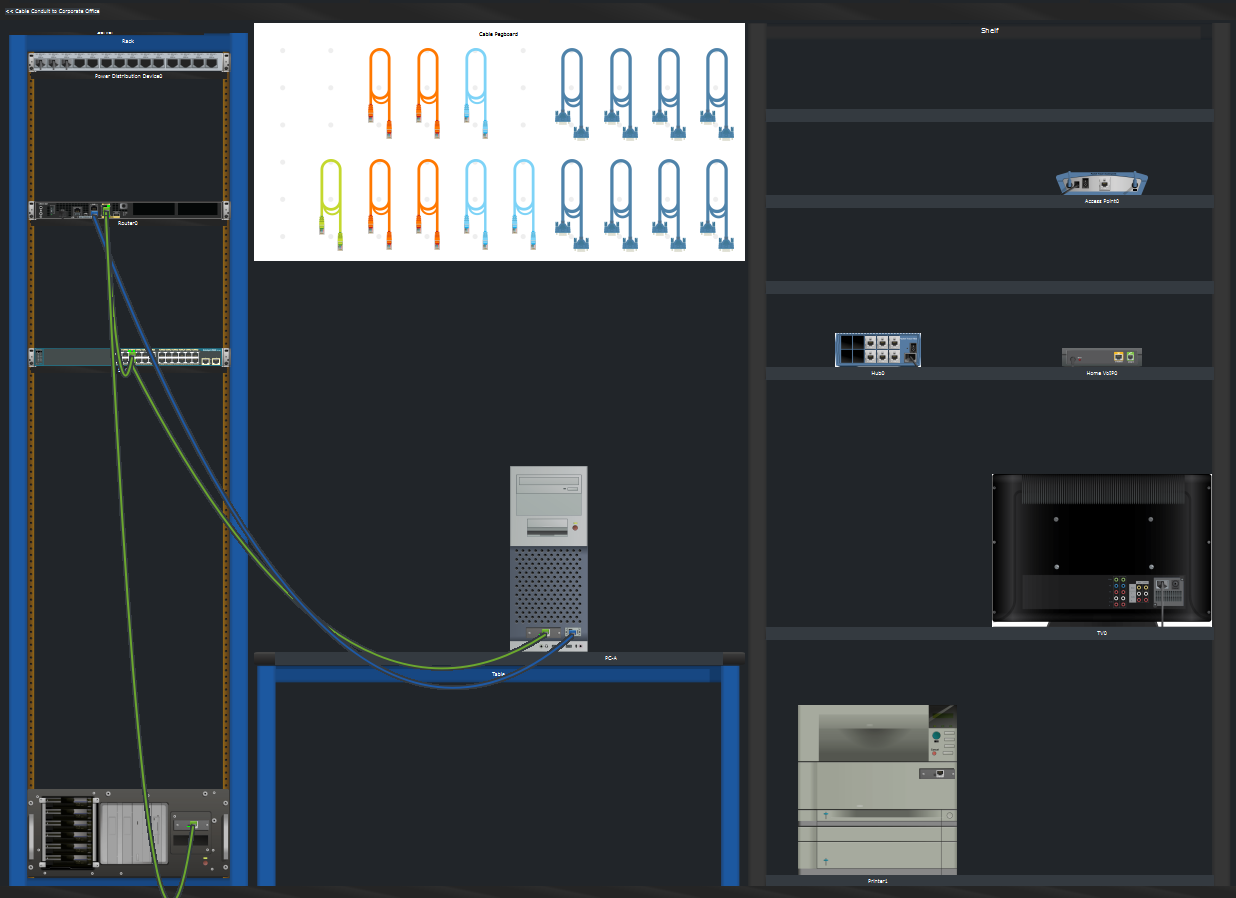 << Cable Conduit to Corporate Office
Rack
Power Distribution Device0
Router0
Cable Pegboard
PC-A
Table
Shelf
Access Point0
Hub0
Home VoIP0
TV0
Printer1